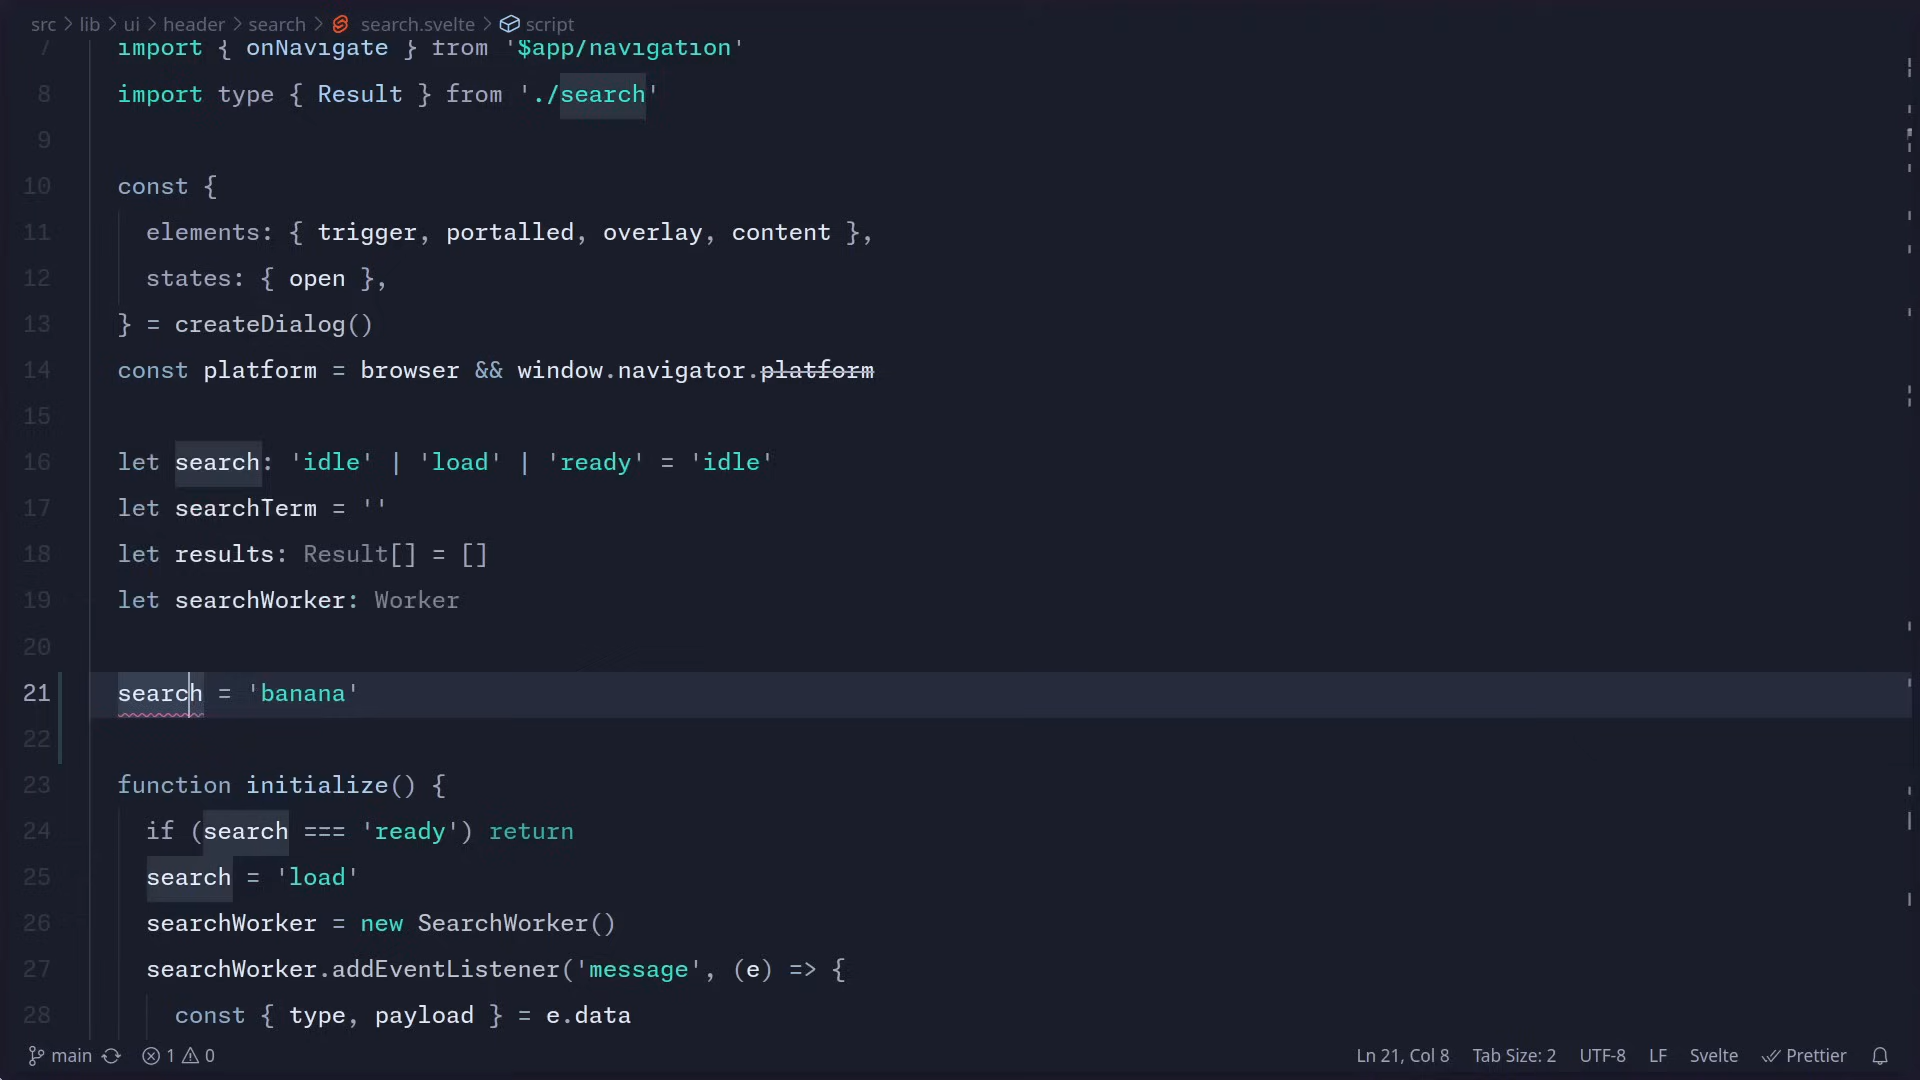 src > lib > ui > header > search > search.svelte > script
7 import { onNavigate } from '$app/navigation'
8 import type { Result } from './search'
9
10 const {
11 elements: { trigger, portalled, overlay, content },
12 states: { open },
13 } = createDialog()
14 const platform = browser && window.navigator.platform
15
16 let search: 'idle' | 'load' | 'ready' = 'idle'
17 let searchTerm = ''
18 let results: Result[] = []
19 let searchWorker: Worker
20
21 search = 'banana'
22
23 function initialize() {
24 if (search === 'ready') return
25 search = 'load'
26 searchWorker = new SearchWorker()
27 searchWorker.addEventListener('message', (e) => {
28 const { type, payload } = e.data
main 1 0 Ln 21, Col 8 Tab Size: 2 UTF-8 LF Svelte Prettier